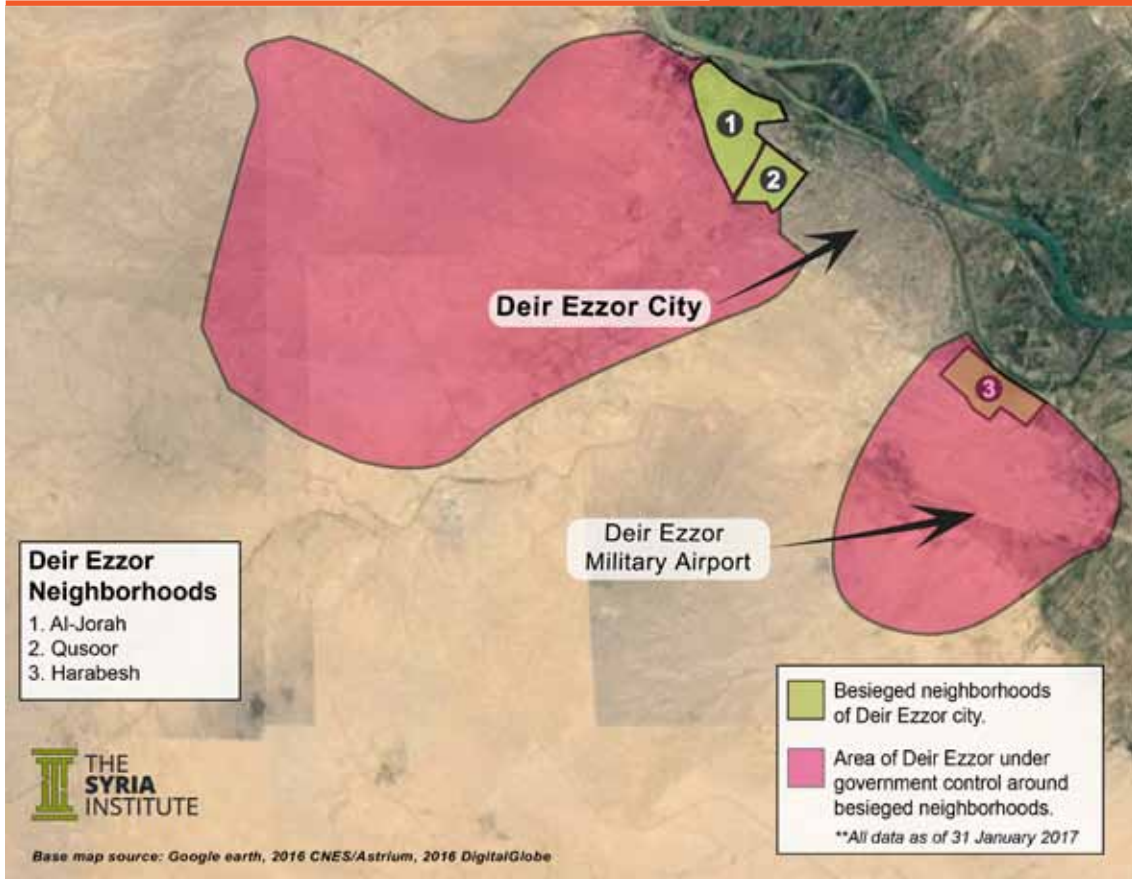 1
2
Deir Ezzor City
3
Deir Ezzor
Military Airport
Deir Ezzor
Neighborhoods
1. Al-Jorah
2. Qusoor
3. Harabesh
Besieged neighborhoods
of Deir Ezzor city.
Area of Deir Ezzor under
government control around
besieged neighborhoods.
**All data as of 31 January 2017
THE
SYRIA
INSTITUTE
Base map source: Google earth, 2016 CNES/Astrium, 2016 DigitalGlobe